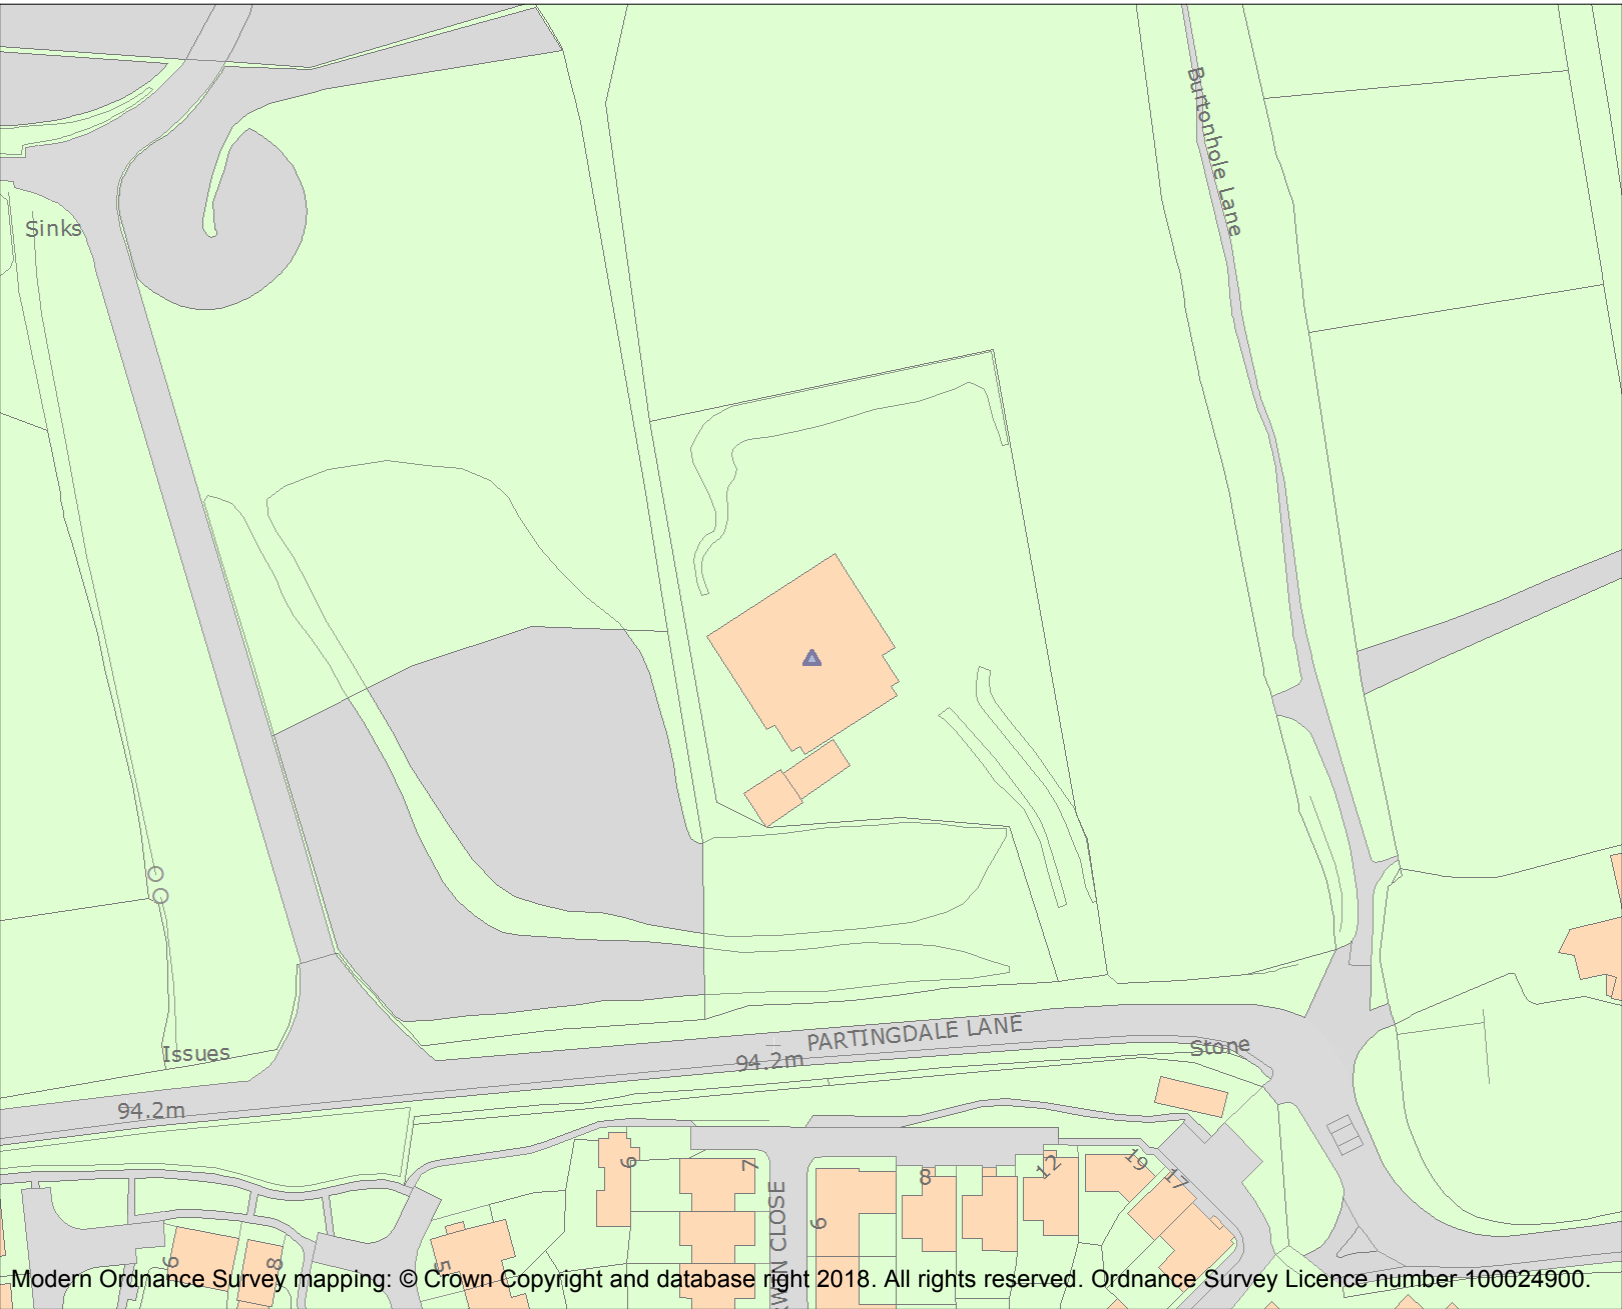 Burtonhole Lane
Sinks
Issues
94.2m
94.2m
PARTINGDALE LANE
Stone
6
7
8
12
19
17
6
CLOSE
9
8
5
Modern Ordnance Survey mapping: © Crown Copyright and database right 2018. All rights reserved. Ordnance Survey Licence number 100024900.